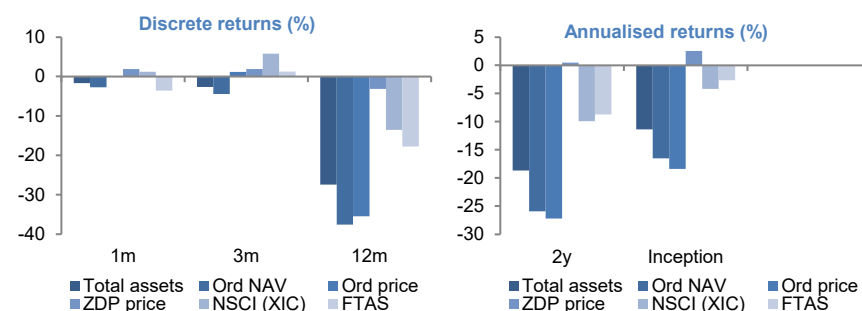 Discrete returns (%)
10
0
-10
-20
-30
-40
1m 3m 12m
Total assets Ord NAV Ord price
ZDP price NSCI (XIC) FTAS
Annualised returns (%)
5
0
-5
-10
-15
-20
-25
-30
2y Inception
Total assets Ord NAV Ord price
ZDP price NSCI (XIC) FTAS